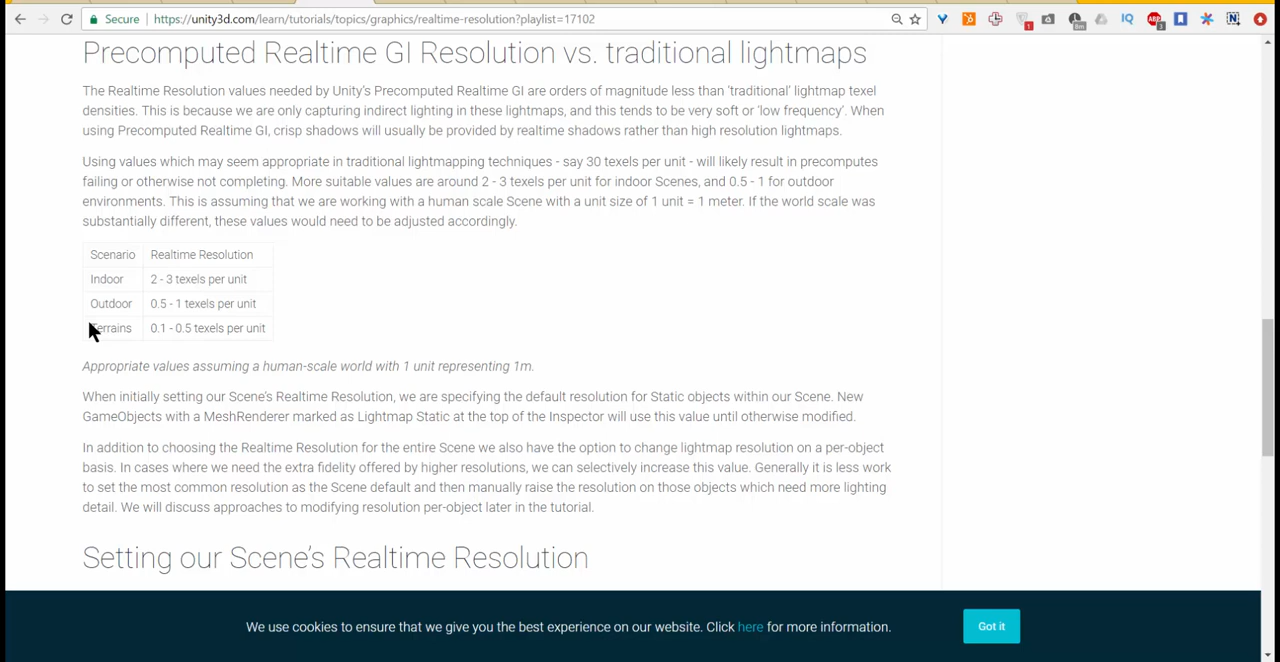 Secure https://unity3d.com/learn/tutorials/topics/graphics/realtime-resolution?playlist=17102
Precomputed Realtime GI Resolution vs. traditional lightmaps
The Realtime Resolution values needed by Unity's Precomputed Realtime GI are orders of magnitude less than 'traditional' lightmap texel
densities. This is because we are only capturing indirect lighting in these lightmaps, and this tends to be very soft or 'low frequency'. When
using Precomputed Realtime GI, crisp shadows will usually be provided by realtime shadows rather than high resolution lightmaps.
Using values which may seem appropriate in traditional lightmapping techniques - say 30 texels per unit - will likely result in precomputes
failing or otherwise not completing. More suitable values are around 2 - 3 texels per unit for indoor Scenes, and 0.5 - 1 for outdoor
environments. This is assuming that we are working with a human scale Scene with a unit size of 1 unit = 1 meter. If the world scale was
substantially different, these values would need to be adjusted accordingly.
Scenario Realtime Resolution
Indoor 2 - 3 texels per unit
Outdoor 0.5 - 1 texels per unit
Terrains 0.1 - 0.5 texels per unit
Appropriate values assuming a human-scale world with 1 unit representing 1m.
When initially setting our Scene's Realtime Resolution, we are specifying the default resolution for Static objects within our Scene. New
GameObjects with a MeshRenderer marked as Lightmap Static at the top of the Inspector will use this value until otherwise modified.
In addition to choosing the Realtime Resolution for the entire Scene we also have the option to change lightmap resolution on a per-object
basis. In cases where we need the extra fidelity offered by higher resolutions, we can selectively increase this value. Generally it is less work
to set the most common resolution as the Scene default and then manually raise the resolution on those objects which need more lighting
detail. We will discuss approaches to modifying resolution per-object later in the tutorial.
Setting our Scene's Realtime Resolution
We use cookies to ensure that we give you the best experience on our website. Click here for more information.
Got it